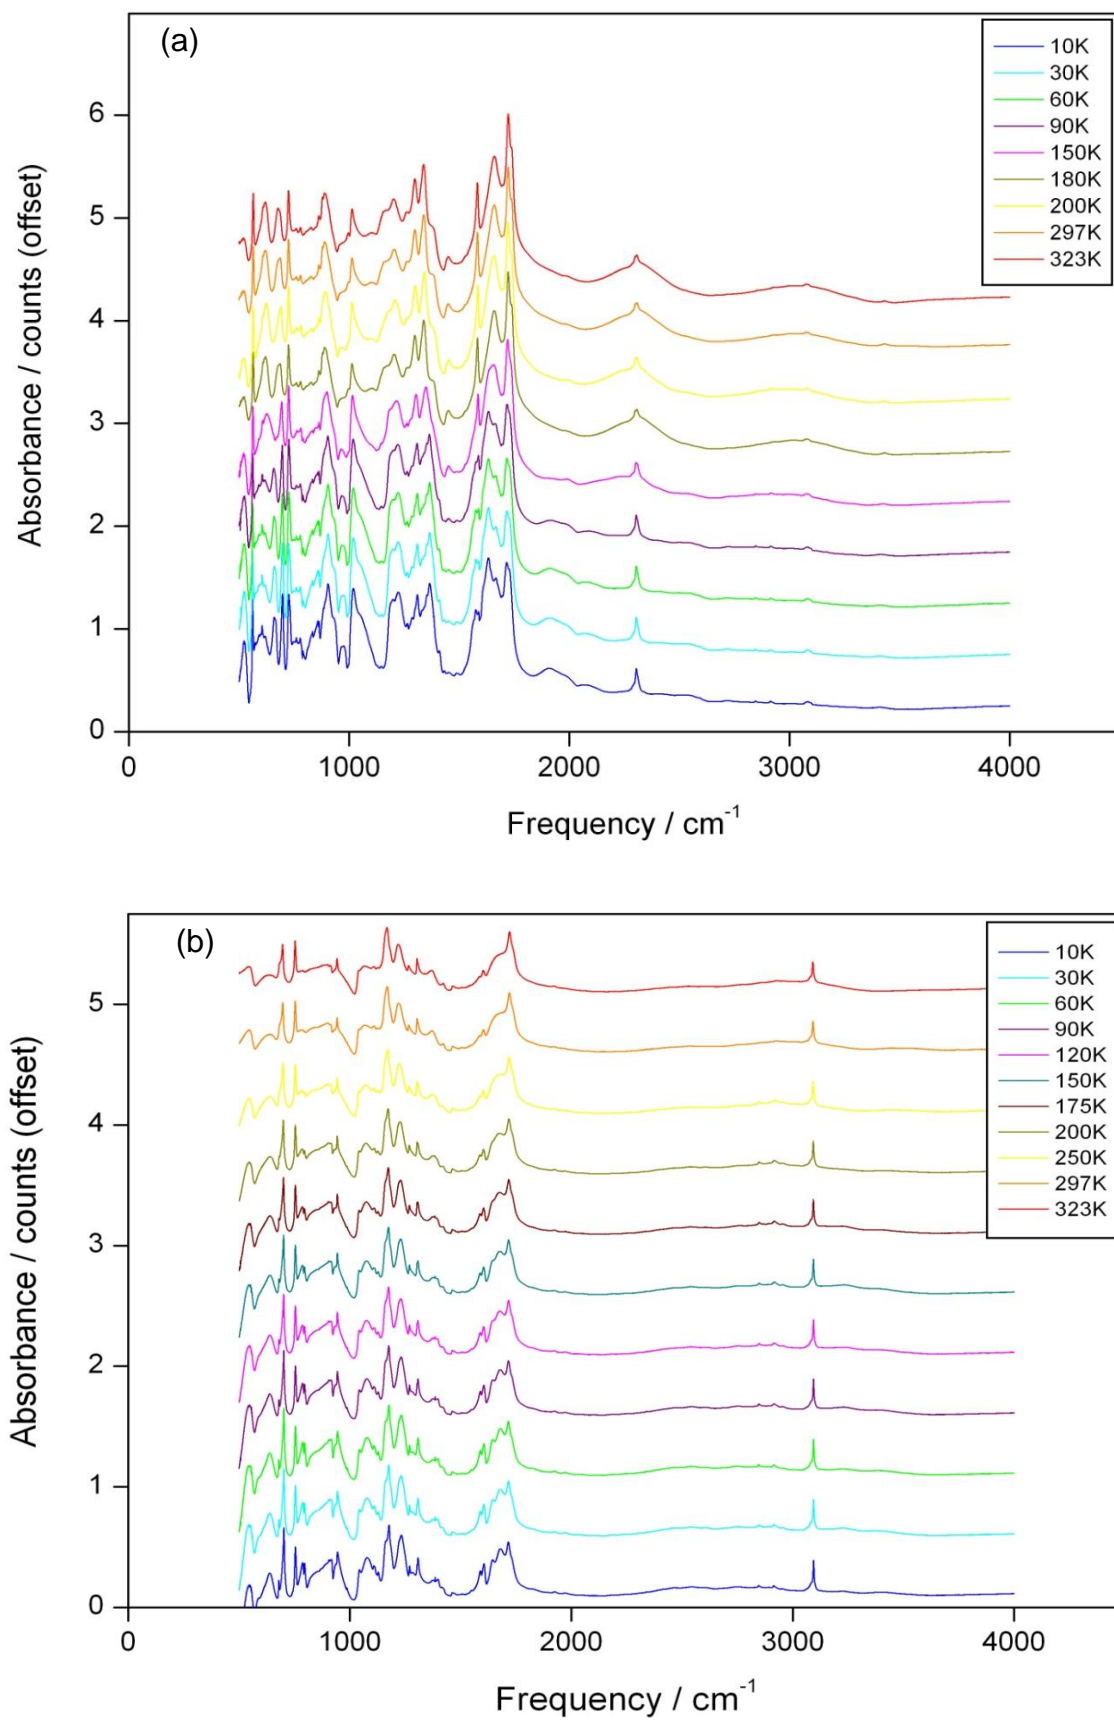 (a)
10K
30K
60K
90K
150K
180K
200K
297K
323K
Absorbance / counts (offset)
6
5
4
3
2
1
0
0 1000 2000 3000 4000
Frequency / cm⁻¹
(b)
10K
30K
60K
90K
120K
150K
175K
200K
250K
297K
323K
Absorbance / counts (offset)
5
4
3
2
1
0
0 1000 2000 3000 4000
Frequency / cm⁻¹